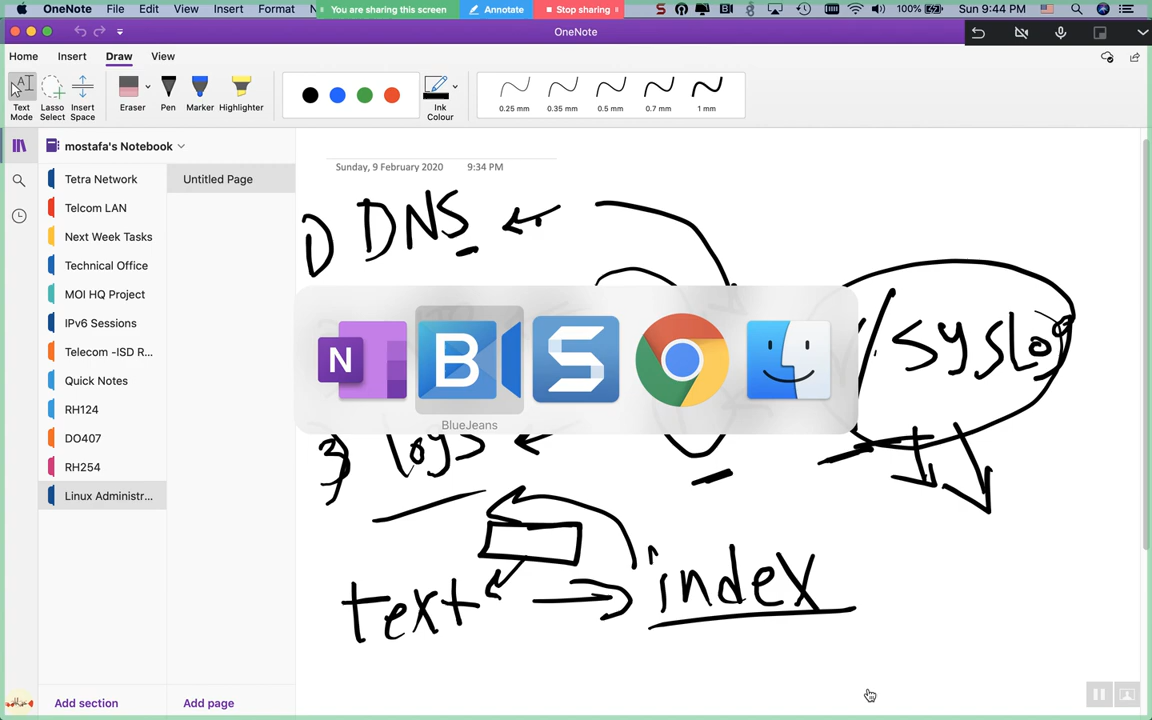 OneNote File Edit View Insert Format You are sharing this screen Annotate Stop sharing 100% Sun 9:44 PM
OneNote
Home Insert Draw View
Text Mode
Lasso Select
Insert Space
Eraser
Pen
Marker
Highlighter
Ink Colour
0.25 mm 0.35 mm 0.5 mm 0.7 mm 1 mm
mostafa's Notebook
Tetra Network
Telcom LAN
Next Week Tasks
Technical Office
MOI HQ Project
IPv6 Sessions
Telecom -ISD R...
Quick Notes
RH124
DO407
RH254
Linux Administr...
Add section
Untitled Page
Add page
Sunday, 9 February 2020 9:34 PM
DNS
/syslog
N B S
BlueJeans
3) logs
text index